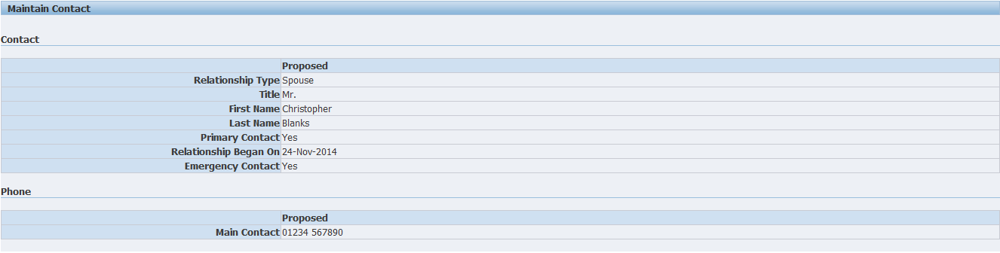 Maintain Contact
Contact
Proposed
Relationship Type Spouse
Title Mr.
First Name Christopher
Last Name Blanks
Primary Contact Yes
Relationship Began On 24-Nov-2014
Emergency Contact Yes
Phone
Proposed
Main Contact 01234 567890